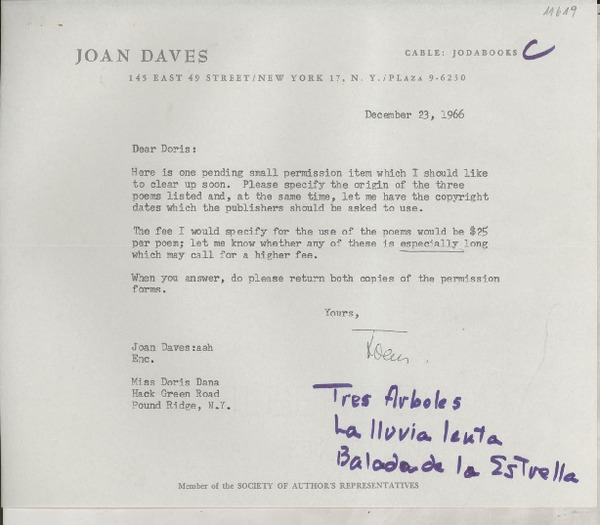 11619
JOAN DAVES
CABLE: JODABOOKS C
145 EAST 49 STREET/NEW YORK 17, N. Y./PLAZA 9-6250
December 23, 1966
Dear Doris:
Here is one pending small permission item which I should like
to clear up soon. Please specify the origin of the three
poems listed and, at the same time, let me have the copyright
dates which the publishers should be asked to use.
The fee I would specify for the use of the poems would be $25
per poem; let me know whether any of these is especially long
which may call for a higher fee.
When you answer, do please return both copies of the permission
forms.
Yours,
Joan
Joan Daves:aah
Enc.
Miss Doris Dana
Hack Green Road
Pound Ridge, N.Y.
Tres Arboles
La lluvia lenta
Balada de la Estrella
Member of the SOCIETY OF AUTHOR'S REPRESENTATIVES